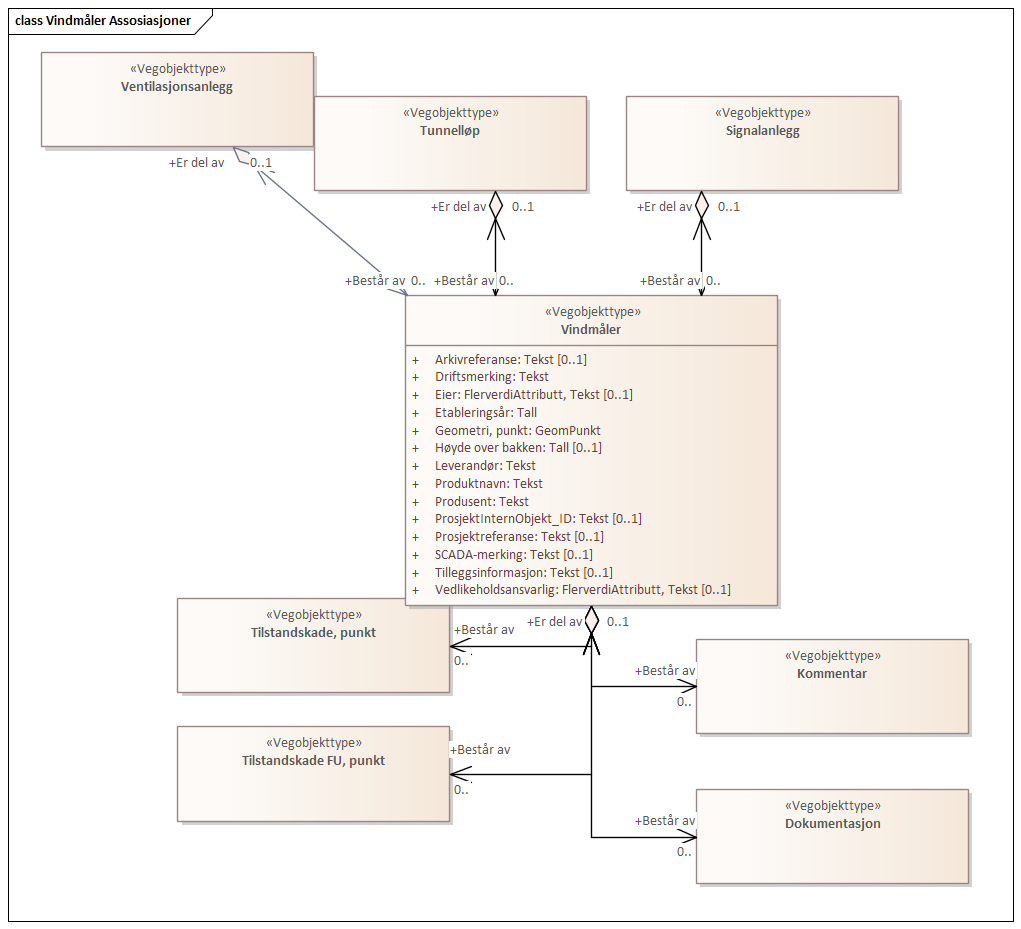 class Vindmåler Assosiasjoner
«Vegobjekttype»
Ventilasjonsanlegg
«Vegobjekttype»
Tunnelløp
«Vegobjekttype»
Signalanlegg
+Er del av 0..1
+Er del av 0..1
+Er del av 0..1
+Består av 0..
+Består av 0..
+Består av 0..
«Vegobjekttype»
Vindmåler
+ Arkivreferanse: Tekst [0..1]
+ Driftsmerking: Tekst
+ Eier: FlerverdiAttributt, Tekst [0..1]
+ Etableringsår: Tall
+ Geometri, punkt: GeomPunkt
+ Høyde over bakken: Tall [0..1]
+ Leverandør: Tekst
+ Produktnavn: Tekst
+ Produsent: Tekst
+ ProsjektInternObjekt_ID: Tekst [0..1]
+ Prosjektreferanse: Tekst [0..1]
+ SCADA-merking: Tekst [0..1]
+ Tilleggsinformasjon: Tekst [0..1]
+ Vedlikeholdsansvarlig: FlerverdiAttributt, Tekst [0..1]
+Er del av 0..1
«Vegobjekttype»
Tilstandskade, punkt
+Består av
0..
«Vegobjekttype»
Kommentar
+Består av
0..
«Vegobjekttype»
Tilstandskade FU, punkt
+Består av
0..
«Vegobjekttype»
Dokumentasjon
+Består av
0..